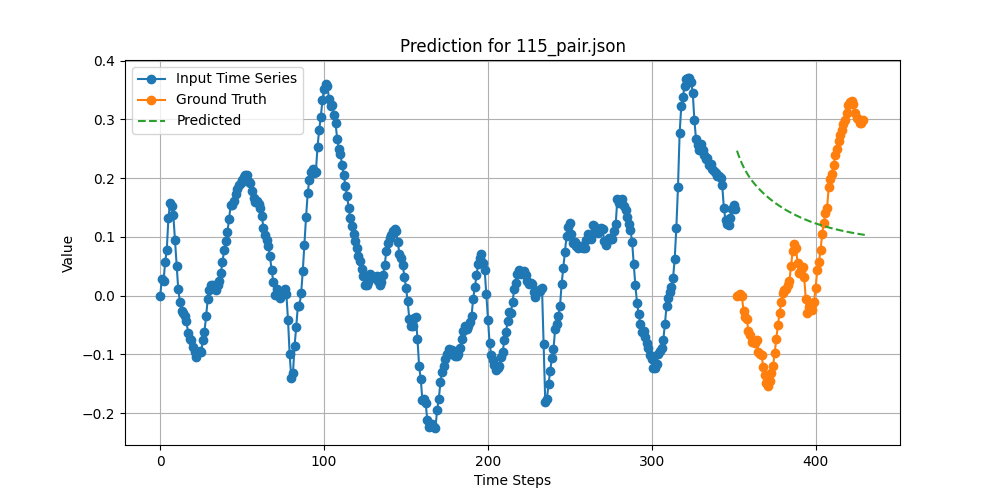 Prediction for 115_pair.json
Input Time Series
Ground Truth
Predicted
0.4
0.3
0.2
0.1
0.0
−0.1
−0.2
Value
0 100 200 300 400
Time Steps